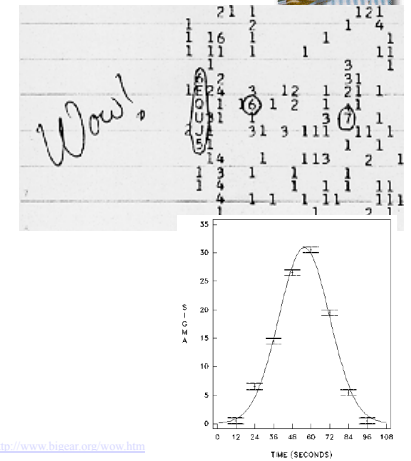 21 1 121
1 2 1 4
1 16 1 1 1
1 11 1 1 11
1 3 1
6 2 31
1 E 24 3 12 1 21 1
Q 1 16 1 2 1
Wow!
U 31 1 3 7
J 1 31 3 111 11 1
5 1 1
14 1 113 2 1
1 3 1 1 1 1
1 4 1 1 11
4 1 1 1 11 111
35
30
25
20
15
10
5
0
SIGMA
0 12 24 36 48 60 72 84 96 108
TIME (SECONDS)
http://www.bigear.org/wow.htm